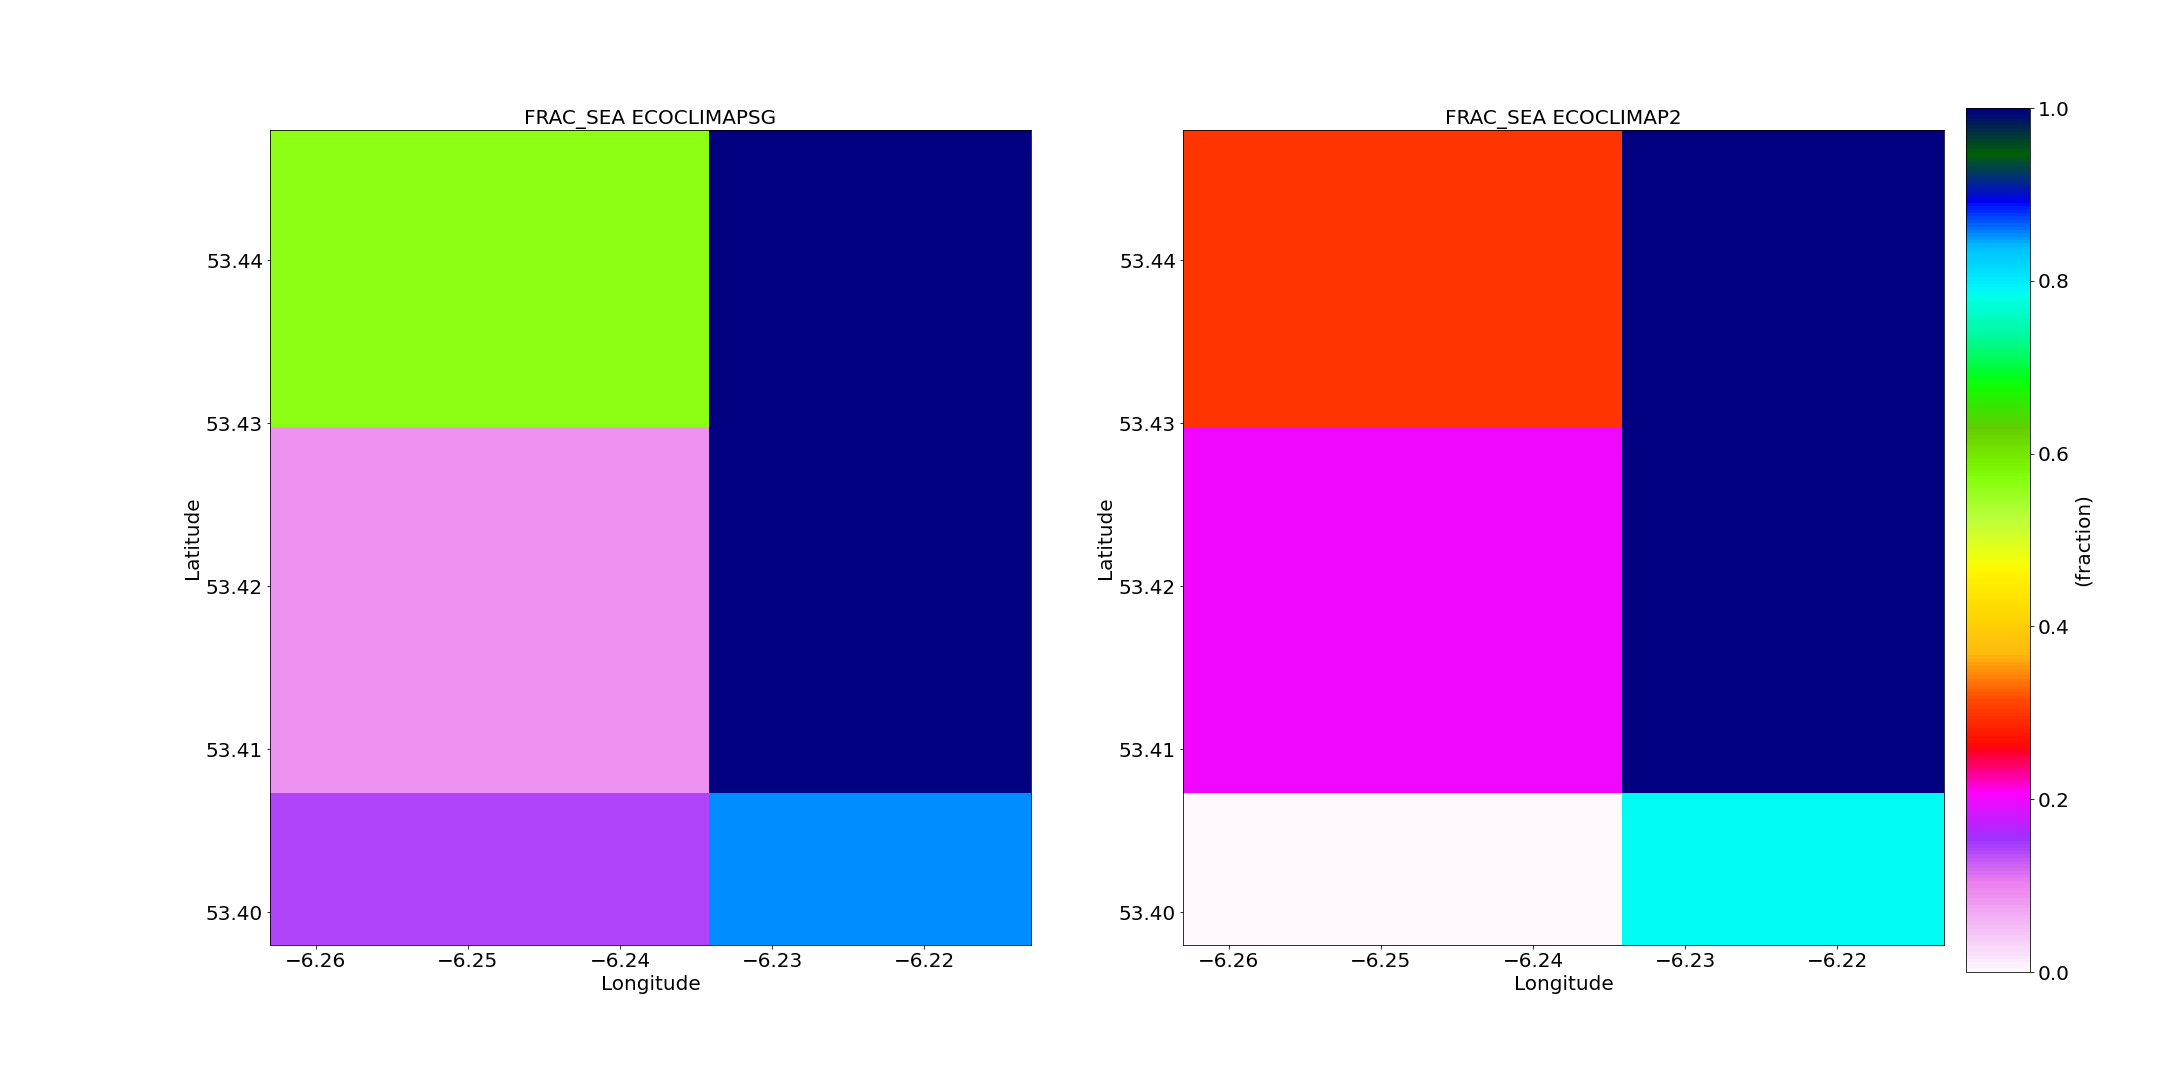 FRAC_SEA ECOCLIMAPSG
53.44
53.43
53.42
53.41
53.40
Latitude
−6.26 −6.25 −6.24 −6.23 −6.22
Longitude
FRAC_SEA ECOCLIMAP2
53.44
53.43
53.42
53.41
53.40
Latitude
−6.26 −6.25 −6.24 −6.23 −6.22
Longitude
1.0
0.8
0.6
0.4
0.2
0.0
(fraction)